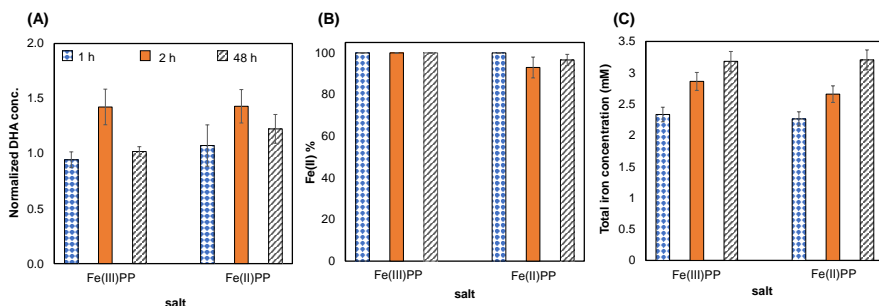 (A)
2.0
1.5
1.0
0.5
0.0
Normalized DHA conc.
1 h 2 h 48 h
Fe(III)PP Fe(II)PP
salt
(B)
100
80
60
40
20
0
Fe(II) %
Fe(III)PP Fe(II)PP
salt
(C)
3.5
3
2.5
2
1.5
1
0.5
0
Total iron concentration (mM)
Fe(III)PP Fe(II)PP
salt